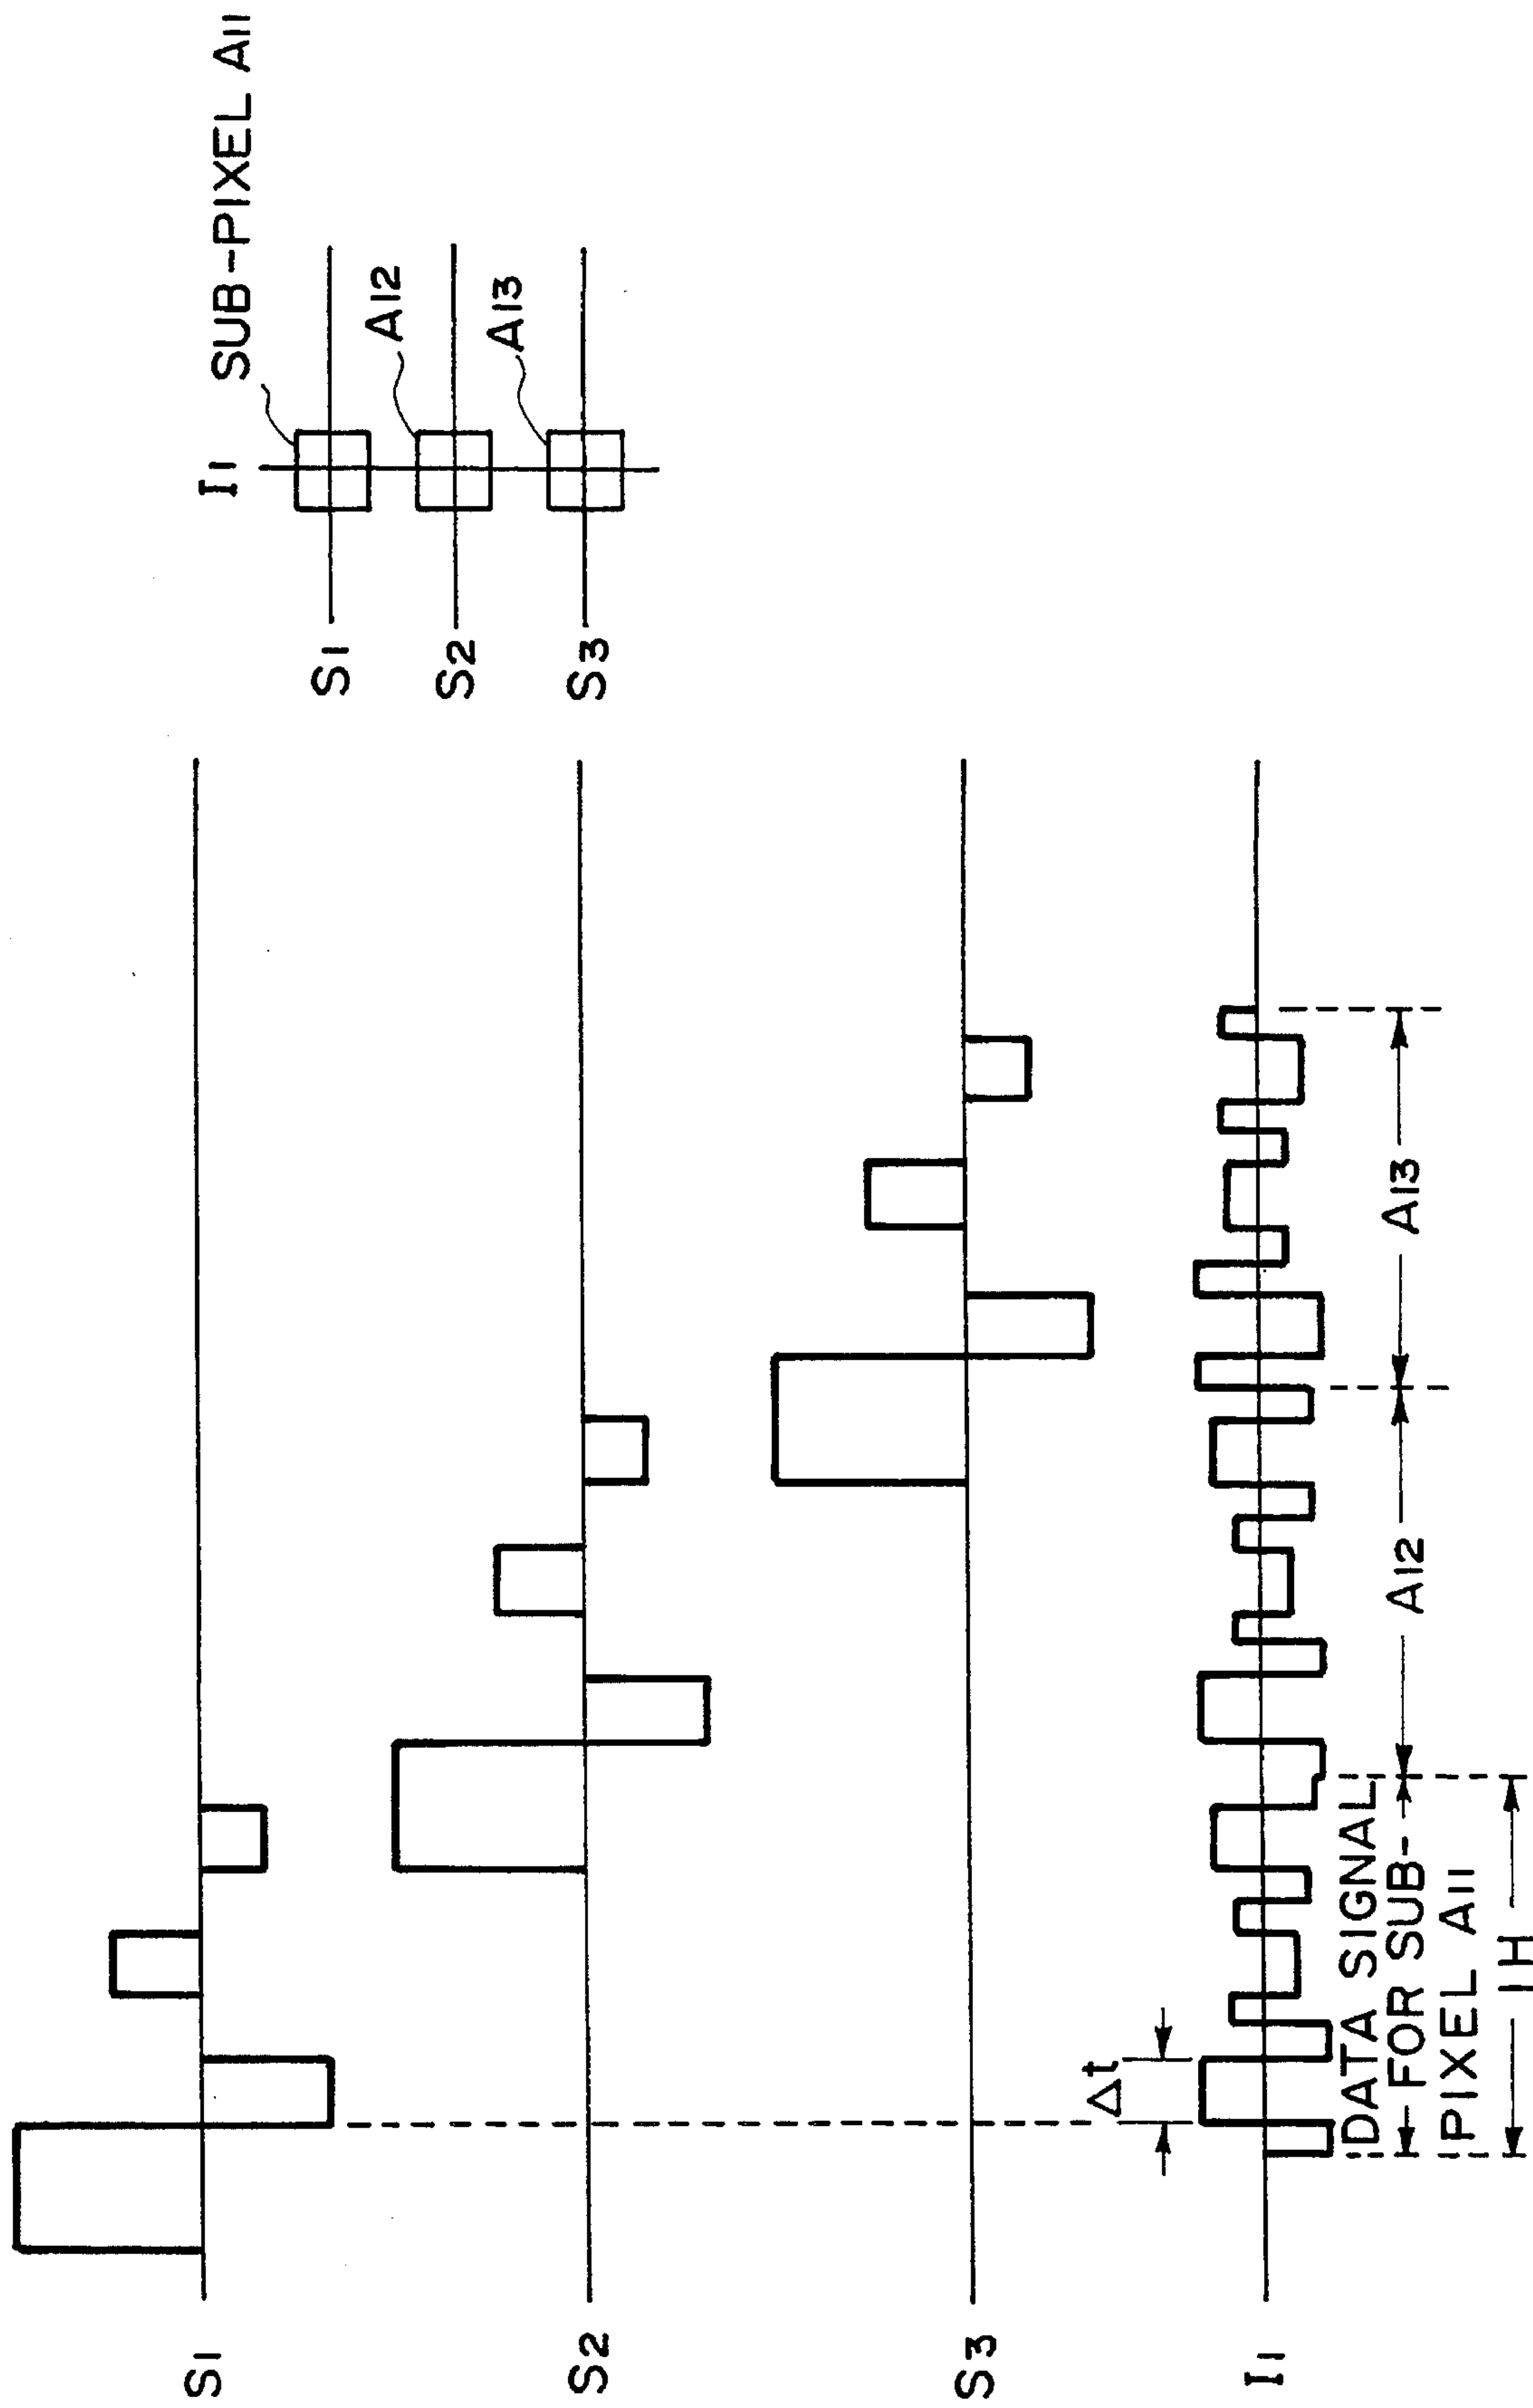 S1
S2
S3
I1
Δt
DATA SIGNAL
FOR SUB-
PIXEL A11
1H
A12
A13
I1
SUB-PIXEL A11
S1
A12
S2
A13
S3